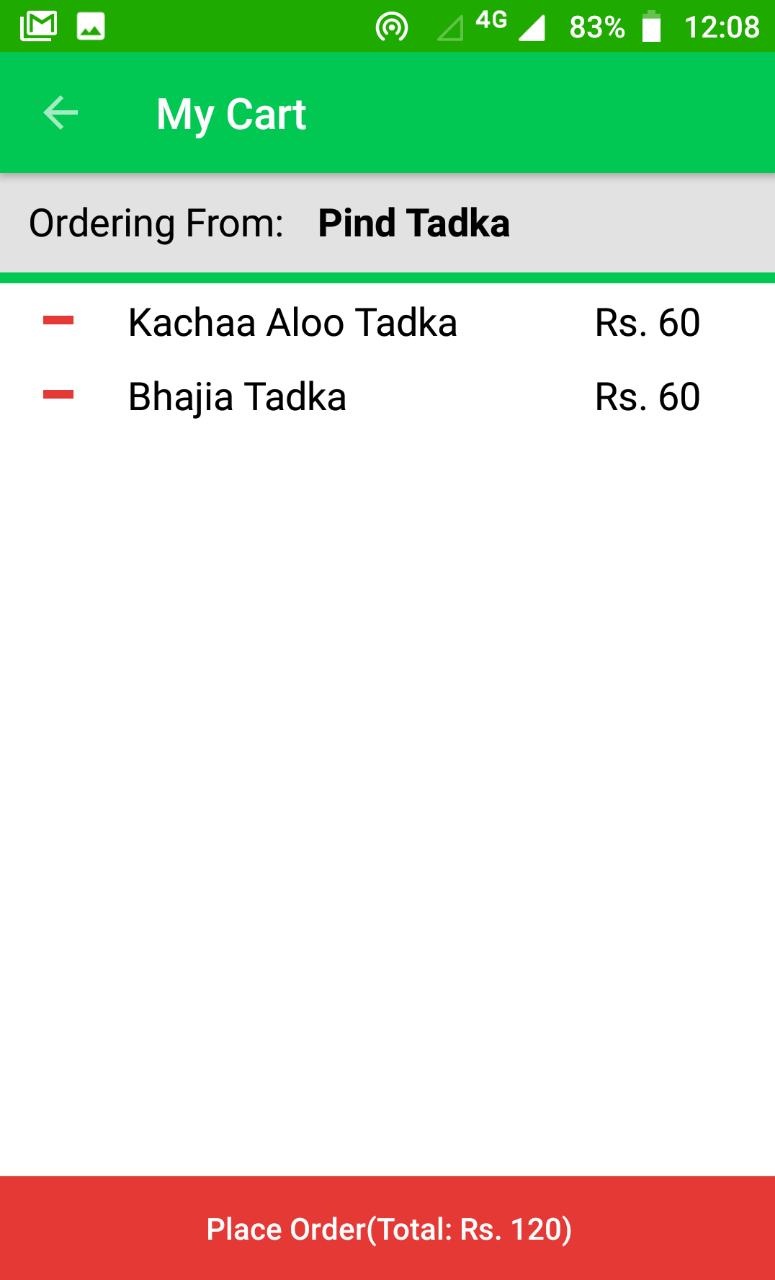 4G 83% 12:08
My Cart
Ordering From: Pind Tadka
Kachaa Aloo Tadka Rs. 60
Bhajia Tadka Rs. 60
Place Order(Total: Rs. 120)